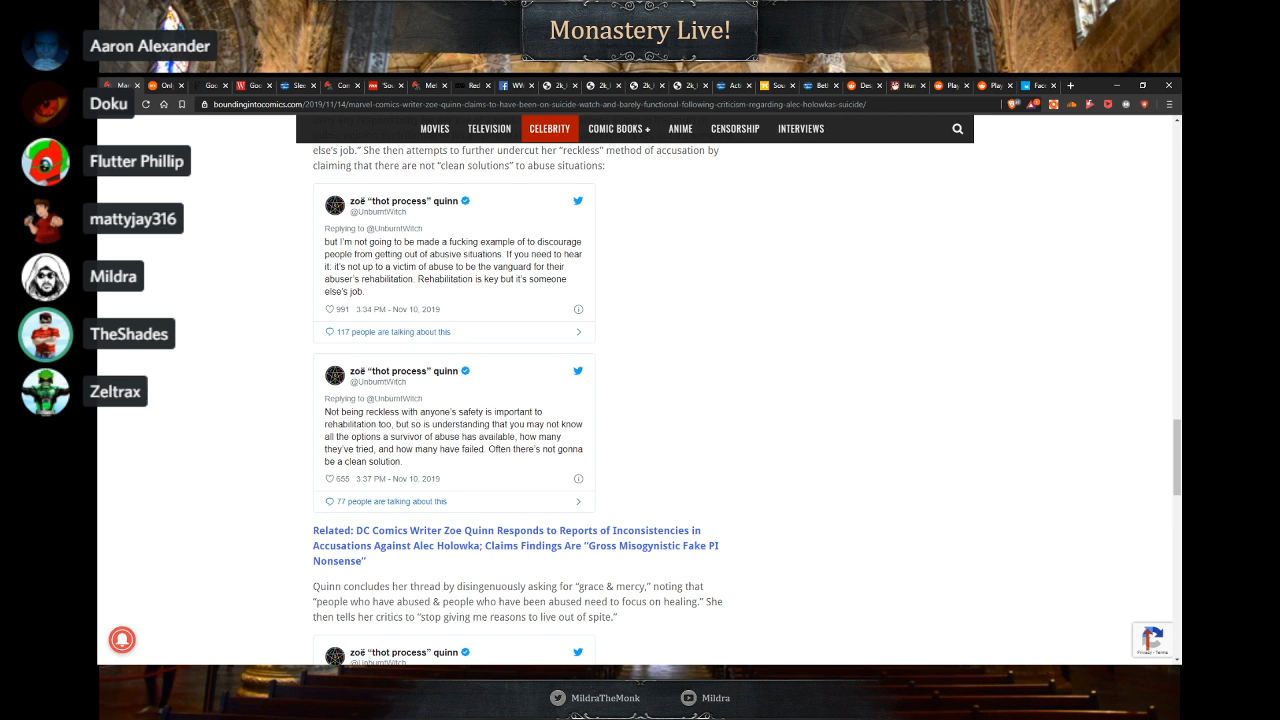 Monastery Live!
Aaron Alexander
Doku
Flutter Phillip
mattyjay316
Mildra
TheShades
Zeltrax
boundingintocomics.com/2019/11/14/marvel-comics-writer-zoe-quinn-claims-to-have-been-on-suicide-watch-and-barely-functional-following-criticism-regarding-alec-holowkas-suicide/
MOVIES TELEVISION CELEBRITY COMIC BOOKS + ANIME CENSORSHIP INTERVIEWS
else's job.” She then attempts to further undercut her “reckless” method of accusation by
claiming that there are not “clean solutions” to abuse situations:
zoë “thot process” quinn
@UnburntWitch
Replying to @UnburntWitch
but I'm not going to be made a fucking example of to discourage
people from getting out of abusive situations. If you need to hear
it: it's not up to a victim of abuse to be the vanguard for their
abuser's rehabilitation. Rehabilitation is key but it's someone
else's job.
991 3:34 PM - Nov 10, 2019
117 people are talking about this
zoë “thot process” quinn
@UnburntWitch
Replying to @UnburntWitch
Not being reckless with anyone's safety is important to
rehabilitation too, but so is understanding that you may not know
all the options a survivor of abuse has available, how many
they've tried, and how many have failed. Often there's not gonna
be a clean solution.
655 3:37 PM - Nov 10, 2019
77 people are talking about this
Related: DC Comics Writer Zoe Quinn Responds to Reports of Inconsistencies in
Accusations Against Alec Holowka; Claims Findings Are “Gross Misogynistic Fake PI
Nonsense”
Quinn concludes her thread by disingenuously asking for “grace & mercy,” noting that
“people who have abused & people who have been abused need to focus on healing.” She
then tells her critics to “stop giving me reasons to live out of spite.”
zoë “thot process” quinn
@UnburntWitch
Privacy - Terms
MildraTheMonk Mildra